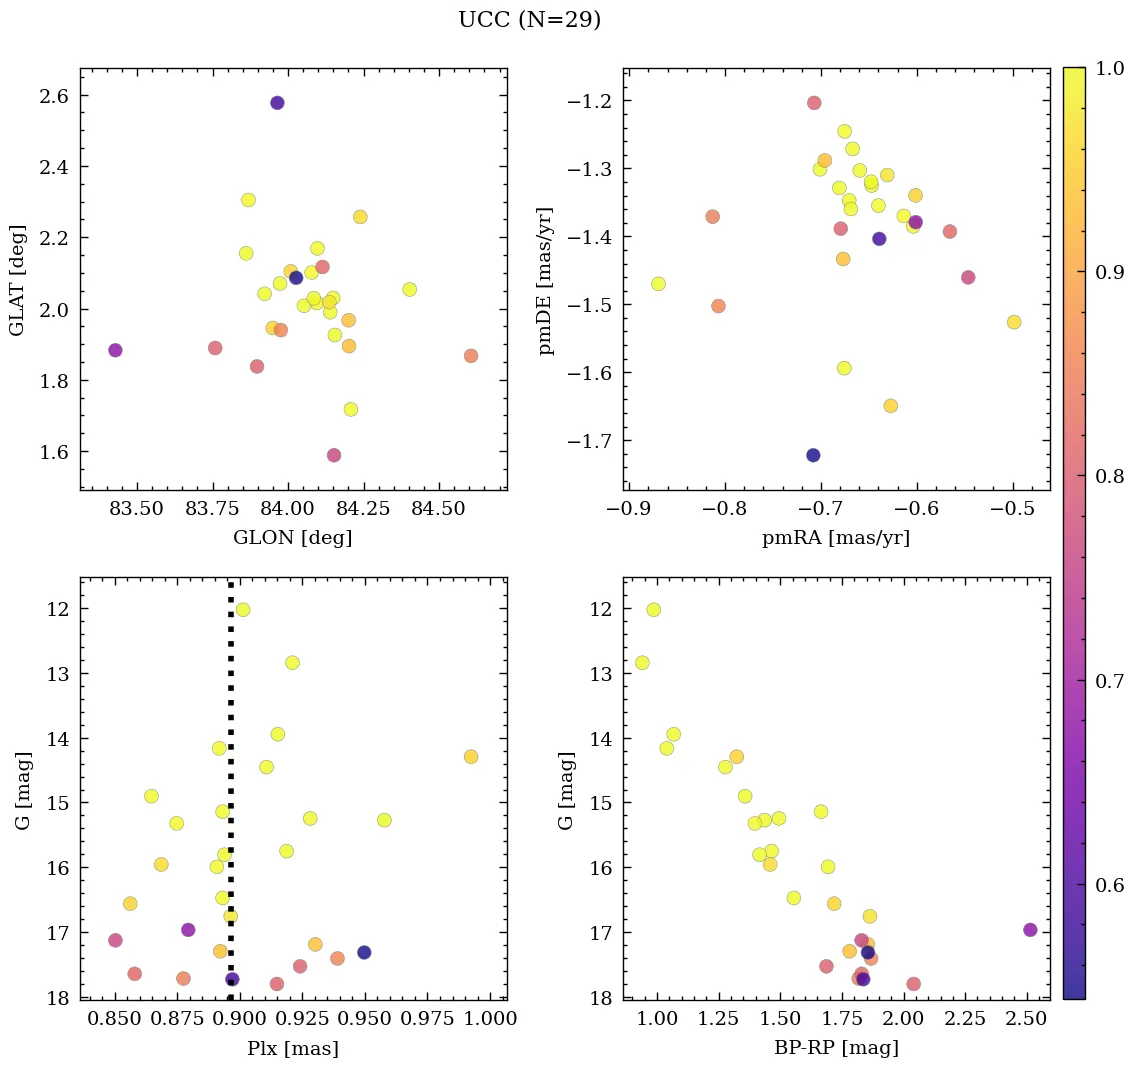 UCC (N=29)
2.6
2.4
2.2
2.0
1.8
1.6
GLAT [deg]
83.50 83.75 84.00 84.25 84.50
GLON [deg]
−1.2
−1.3
−1.4
−1.5
−1.6
−1.7
pmDE [mas/yr]
−0.9 −0.8 −0.7 −0.6 −0.5
pmRA [mas/yr]
1.0
0.9
0.8
0.7
0.6
12
13
14
15
16
17
18
G [mag]
0.850 0.875 0.900 0.925 0.950 0.975 1.000
Plx [mas]
12
13
14
15
16
17
18
G [mag]
1.00 1.25 1.50 1.75 2.00 2.25 2.50
BP-RP [mag]